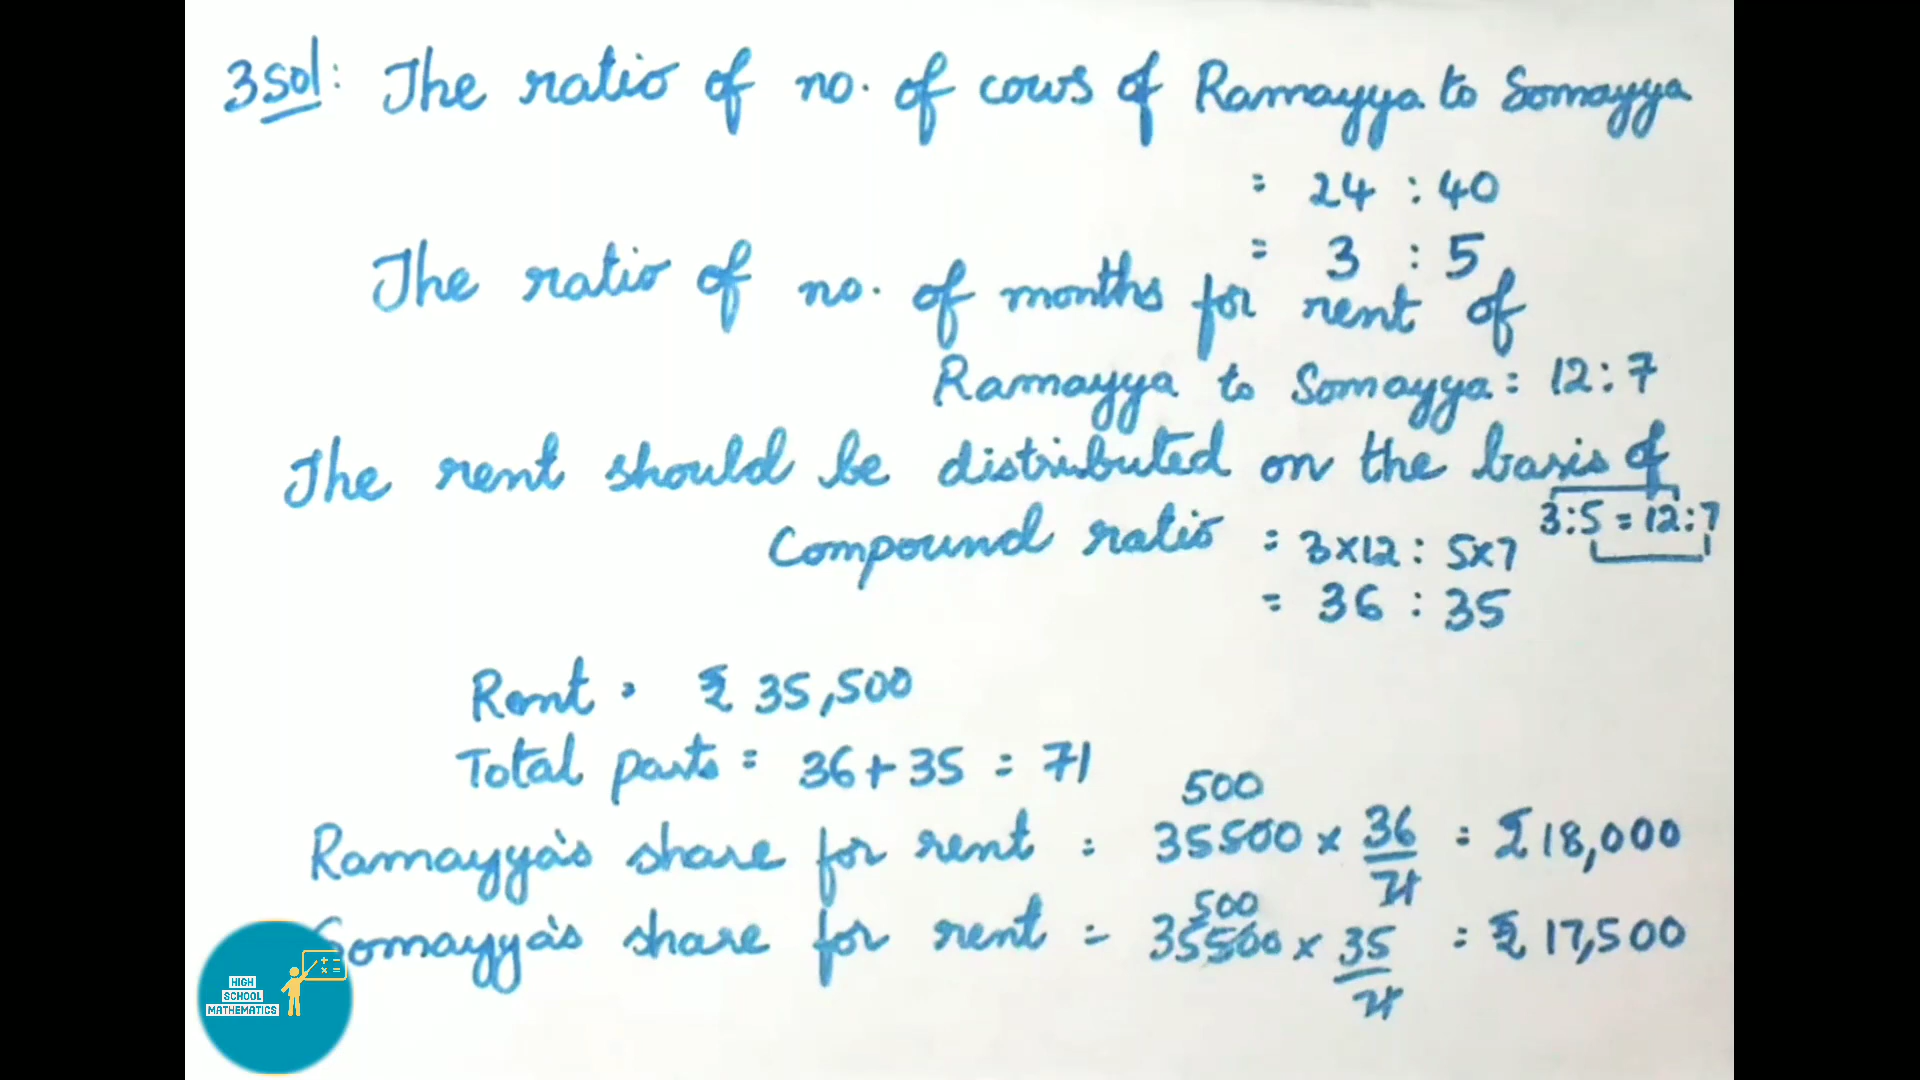 3 Sol: The ratio of no. of cows of Ramayya to Somayya
= 24 : 40
= 3 : 5
The ratio of no. of months for rent of
Ramayya to Somayya = 12 : 7
The rent should be distributed on the basis of
3:5 = 12:7
Compound ratio = 3×12 : 5×7
= 36 : 35
Rent = ₹ 35,500
Total parts = 36 + 35 = 71
500
Ramayya's share for rent = 35500 × 36/71 = ₹ 18,000
500
Somayya's share for rent = 35500 × 35/71 = ₹ 17,500
HIGH
SCHOOL
MATHEMATICS
+ −
× =